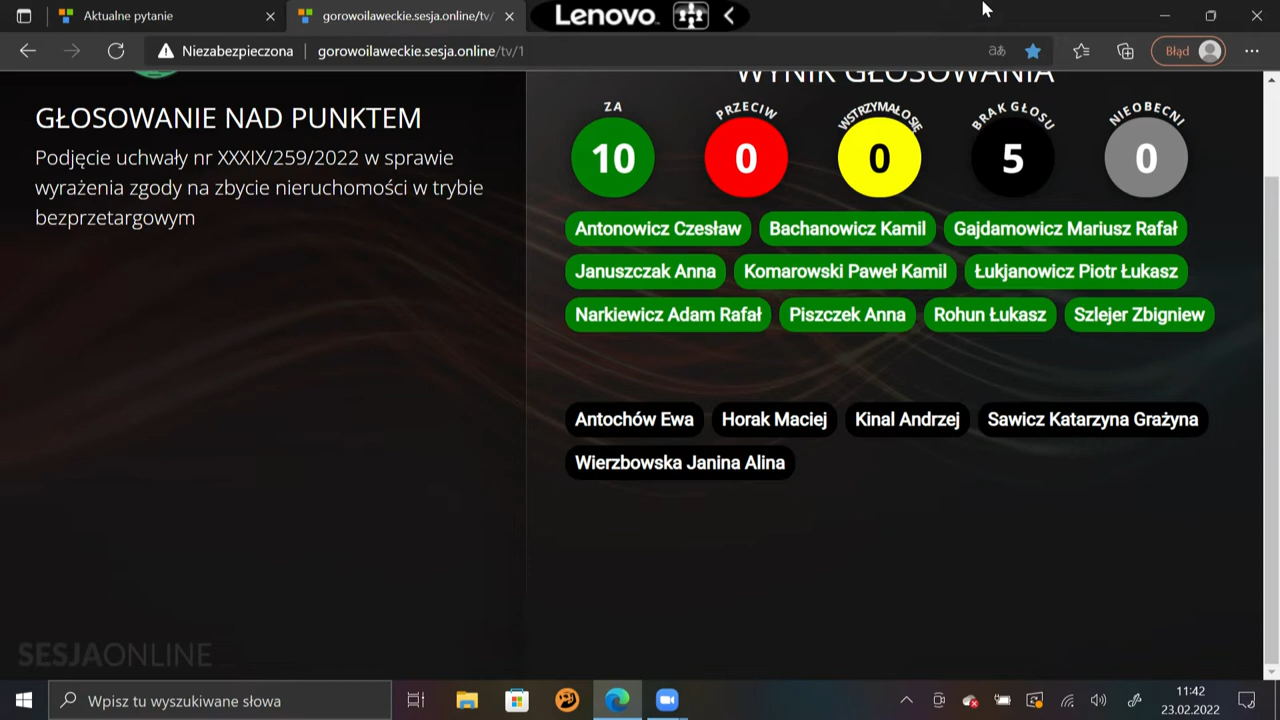 Aktualne pytanie
gorowoilaweckie.sesja.online/tv/
Lenovo
Niezabezpieczona
gorowoilaweckie.sesja.online/tv/1
aあ
Błąd
WYNIK GŁOSOWANIA
GŁOSOWANIE NAD PUNKTEM
Podjęcie uchwały nr XXXIX/259/2022 w sprawie
wyrażenia zgody na zbycie nieruchomości w trybie
bezprzetargowym
ZA
PRZECIW
WSTRZYMAŁO SIĘ
BRAK GŁOSU
NIEOBECNI
10 0 0 5 0
Antonowicz Czesław Bachanowicz Kamil Gajdamowicz Mariusz Rafał
Januszczak Anna Komarowski Paweł Kamil Łukjanowicz Piotr Łukasz
Narkiewicz Adam Rafał Piszczek Anna Rohun Łukasz Szlejer Zbigniew
Antochów Ewa Horak Maciej Kinal Andrzej Sawicz Katarzyna Grażyna
Wierzbowska Janina Alina
SESJAONLINE
Wpisz tu wyszukiwane słowa
11:42
23.02.2022